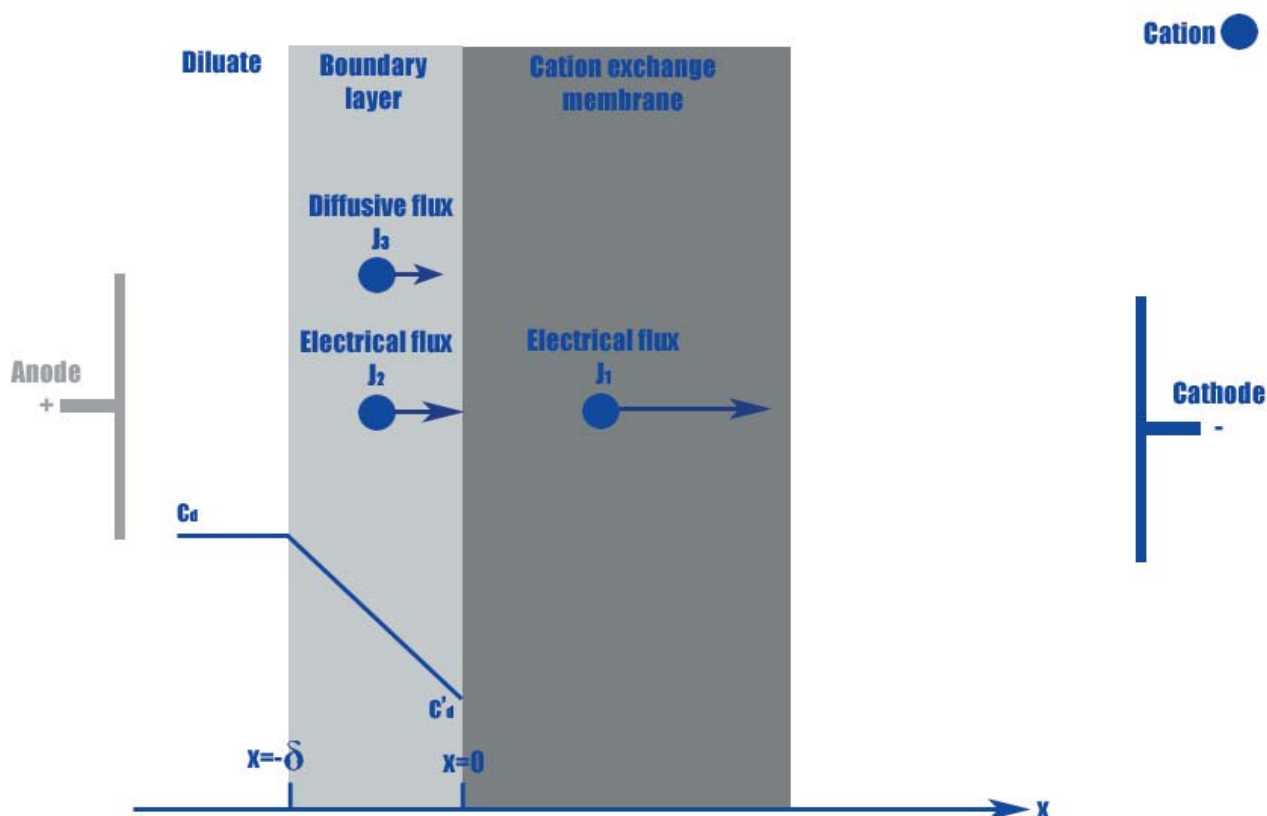 Cation
Diluate
Boundary
layer
Cation exchange
membrane
Diffusive flux
J₃
Electrical flux
J₂
Electrical flux
J₁
Anode
+
Cathode
-
Cd
C'd
x=-δ
x=0
x